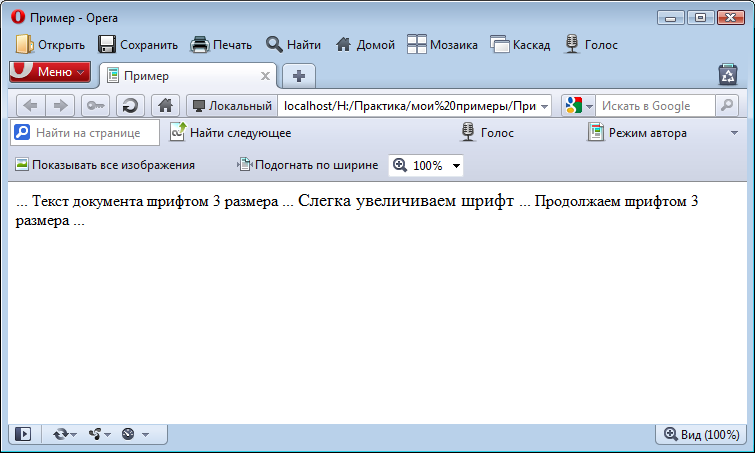 Пример - Opera
Открыть Сохранить Печать Найти Домой Мозаика Каскад Голос
Меню Пример
Локальный localhost/H:/Практика/мои%20примеры/При Искать в Google
Найти на странице Найти следующее Голос Режим автора
Показывать все изображения Подогнать по ширине 100%
... Текст документа шрифтом 3 размера ... Слегка увеличиваем шрифт ... Продолжаем шрифтом 3
размера ...
Вид (100%)